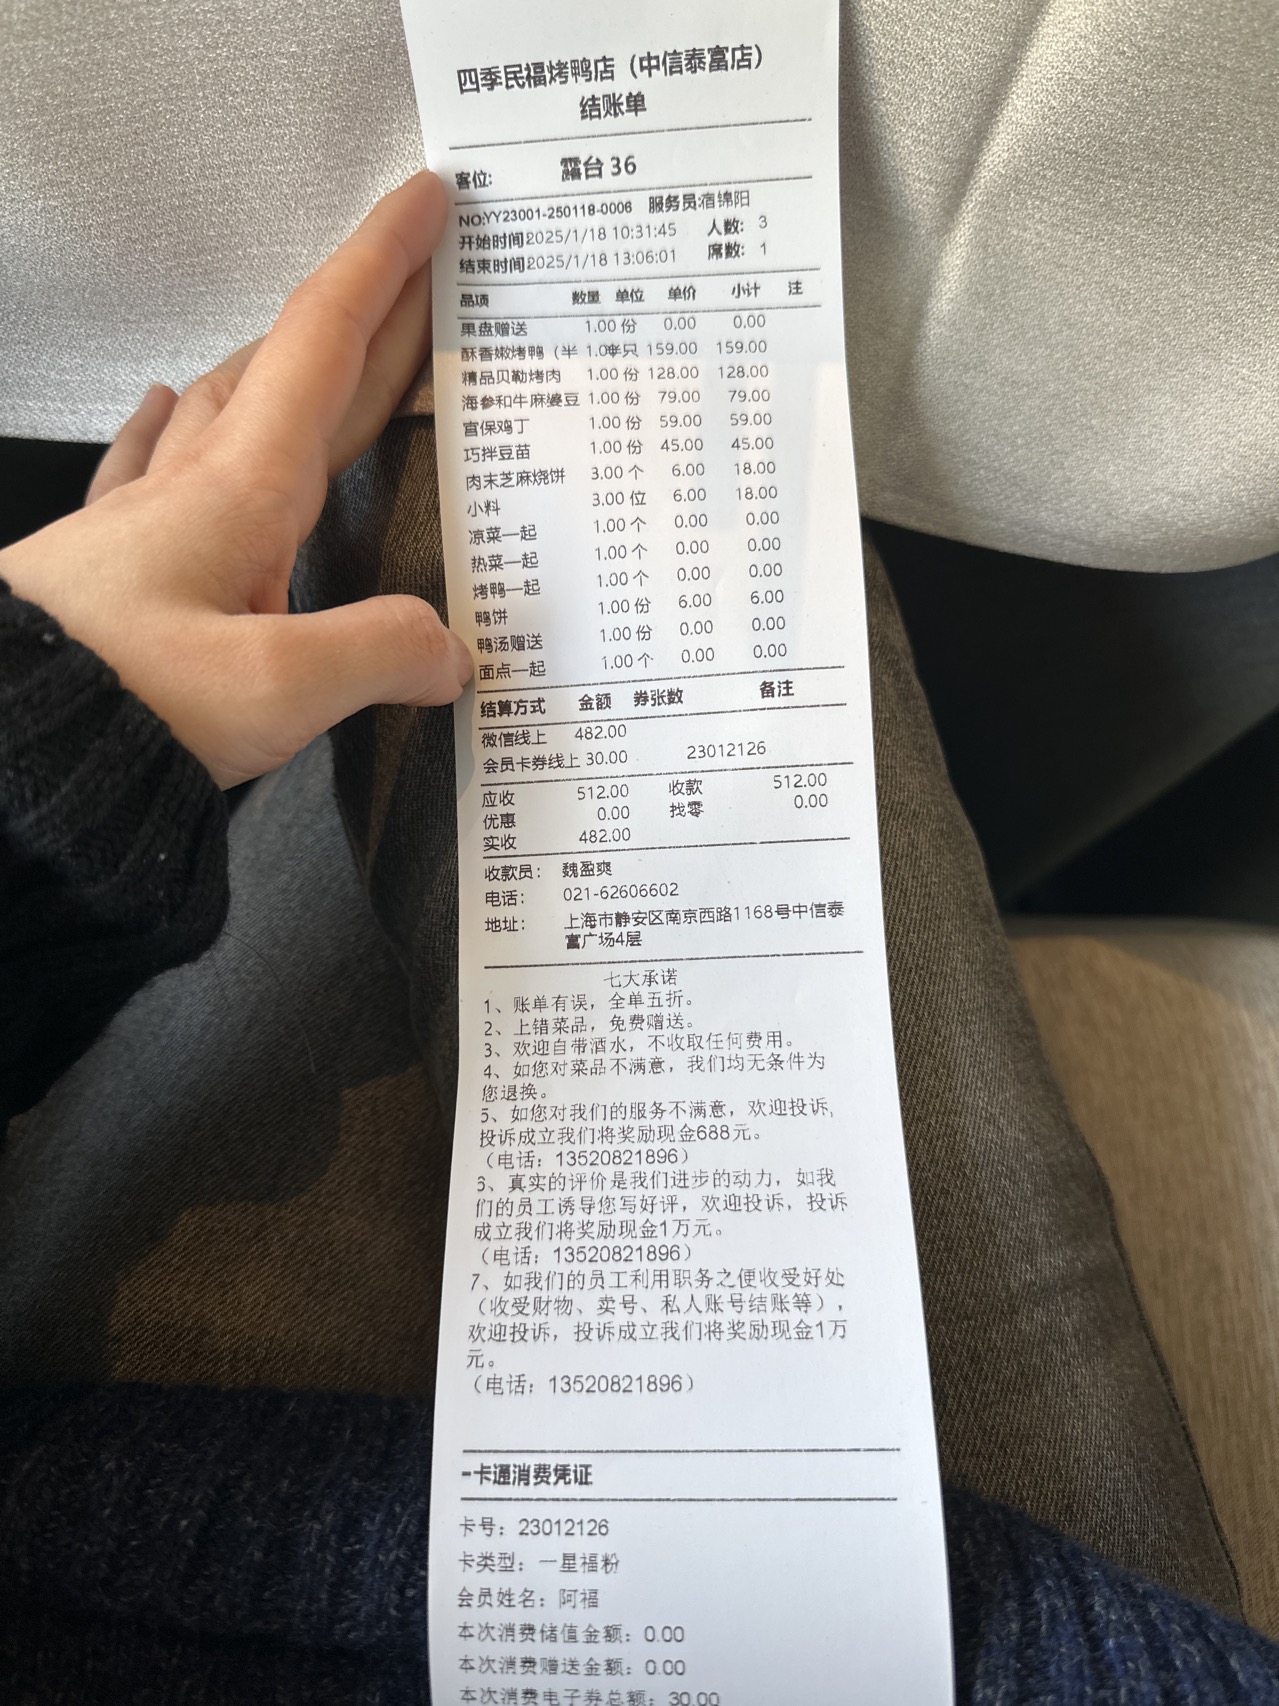 四季民福烤鸭店（中信泰富店）
结账单
客位: 露台 36
NO:YY23001-250118-0006 服务员:宿锦阳
开始时间2025/1/18 10:31:45 人数: 3
结束时间2025/1/18 13:06:01 席数: 1
品项 数量 单位 单价 小计 注
果盘赠送 1.00 份 0.00 0.00
酥香嫩烤鸭（半 1.00半只 159.00 159.00
精品贝勒烤肉 1.00 份 128.00 128.00
海参和牛麻婆豆 1.00 份 79.00 79.00
宫保鸡丁 1.00 份 59.00 59.00
巧拌豆苗 1.00 份 45.00 45.00
肉末芝麻烧饼 3.00 个 6.00 18.00
小料 3.00 位 6.00 18.00
凉菜一起 1.00 个 0.00 0.00
热菜一起 1.00 个 0.00 0.00
烤鸭一起 1.00 个 0.00 0.00
鸭饼 1.00 份 6.00 6.00
鸭汤赠送 1.00 份 0.00 0.00
面点一起 1.00 个 0.00 0.00
结算方式 金额 券张数 备注
微信线上 482.00
会员卡券线上 30.00 23012126
应收 512.00 收款 512.00
优惠 0.00 找零 0.00
实收 482.00
收款员: 魏盈爽
电话: 021-62606602
地址: 上海市静安区南京西路1168号中信泰
富广场4层
七大承诺
1、账单有误，全单五折。
2、上错菜品，免费赠送。
3、欢迎自带酒水，不收取任何费用。
4、如您对菜品不满意，我们均无条件为
您退换。
5、如您对我们的服务不满意，欢迎投诉，
投诉成立我们将奖励现金688元。
（电话：13520821896）
6、真实的评价是我们进步的动力，如我
们的员工诱导您写好评，欢迎投诉，投诉
成立我们将奖励现金1万元。
（电话：13520821896）
7、如我们的员工利用职务之便收受好处
（收受财物、卖号、私人账号结账等），
欢迎投诉，投诉成立我们将奖励现金1万
元。
（电话：13520821896）
一卡通消费凭证
卡号：23012126
卡类型：一星福粉
会员姓名：阿福
本次消费储值金额：0.00
本次消费赠送金额：0.00
本次消费电子券总额：30.00